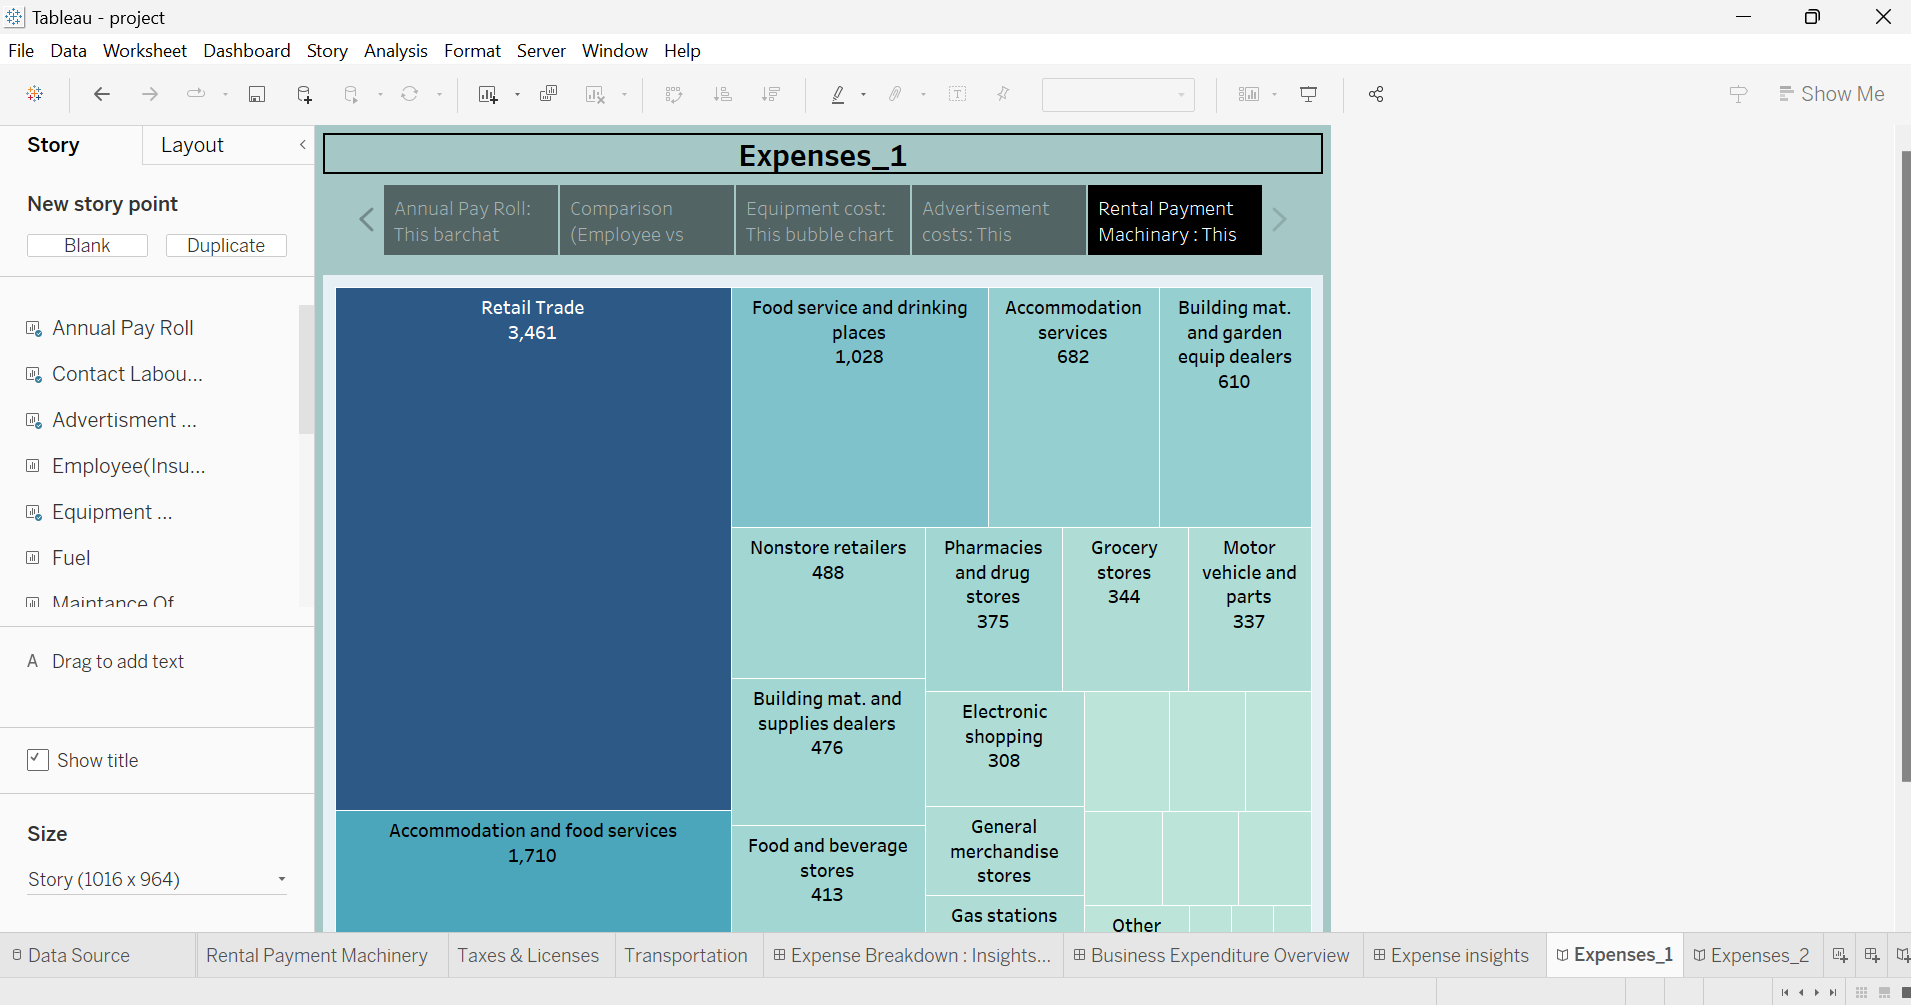 Tableau - project
File Data Worksheet Dashboard Story Analysis Format Server Window Help
Show Me
Story
Layout
New story point
Blank
Duplicate
Annual Pay Roll
Contact Labou...
Advertisment ...
Employee(Insu...
Equipment ...
Fuel
Maintance Of
A Drag to add text
Show title
Size
Story (1016 x 964)
Expenses_1
Annual Pay Roll:
This barchat
Comparison
(Employee vs
Equipment cost:
This bubble chart
Advertisement
costs: This
Rental Payment
Machinary : This
Retail Trade
3,461
Food service and drinking
places
1,028
Accommodation
services
682
Building mat.
and garden
equip dealers
610
Nonstore retailers
488
Pharmacies
and drug
stores
375
Grocery
stores
344
Motor
vehicle and
parts
337
Building mat. and
supplies dealers
476
Electronic
shopping
308
Accommodation and food services
1,710
Food and beverage
stores
413
General
merchandise
stores
Gas stations
Other
Data Source
Rental Payment Machinery
Taxes & Licenses
Transportation
Expense Breakdown : Insights...
Business Expenditure Overview
Expense insights
Expenses_1
Expenses_2